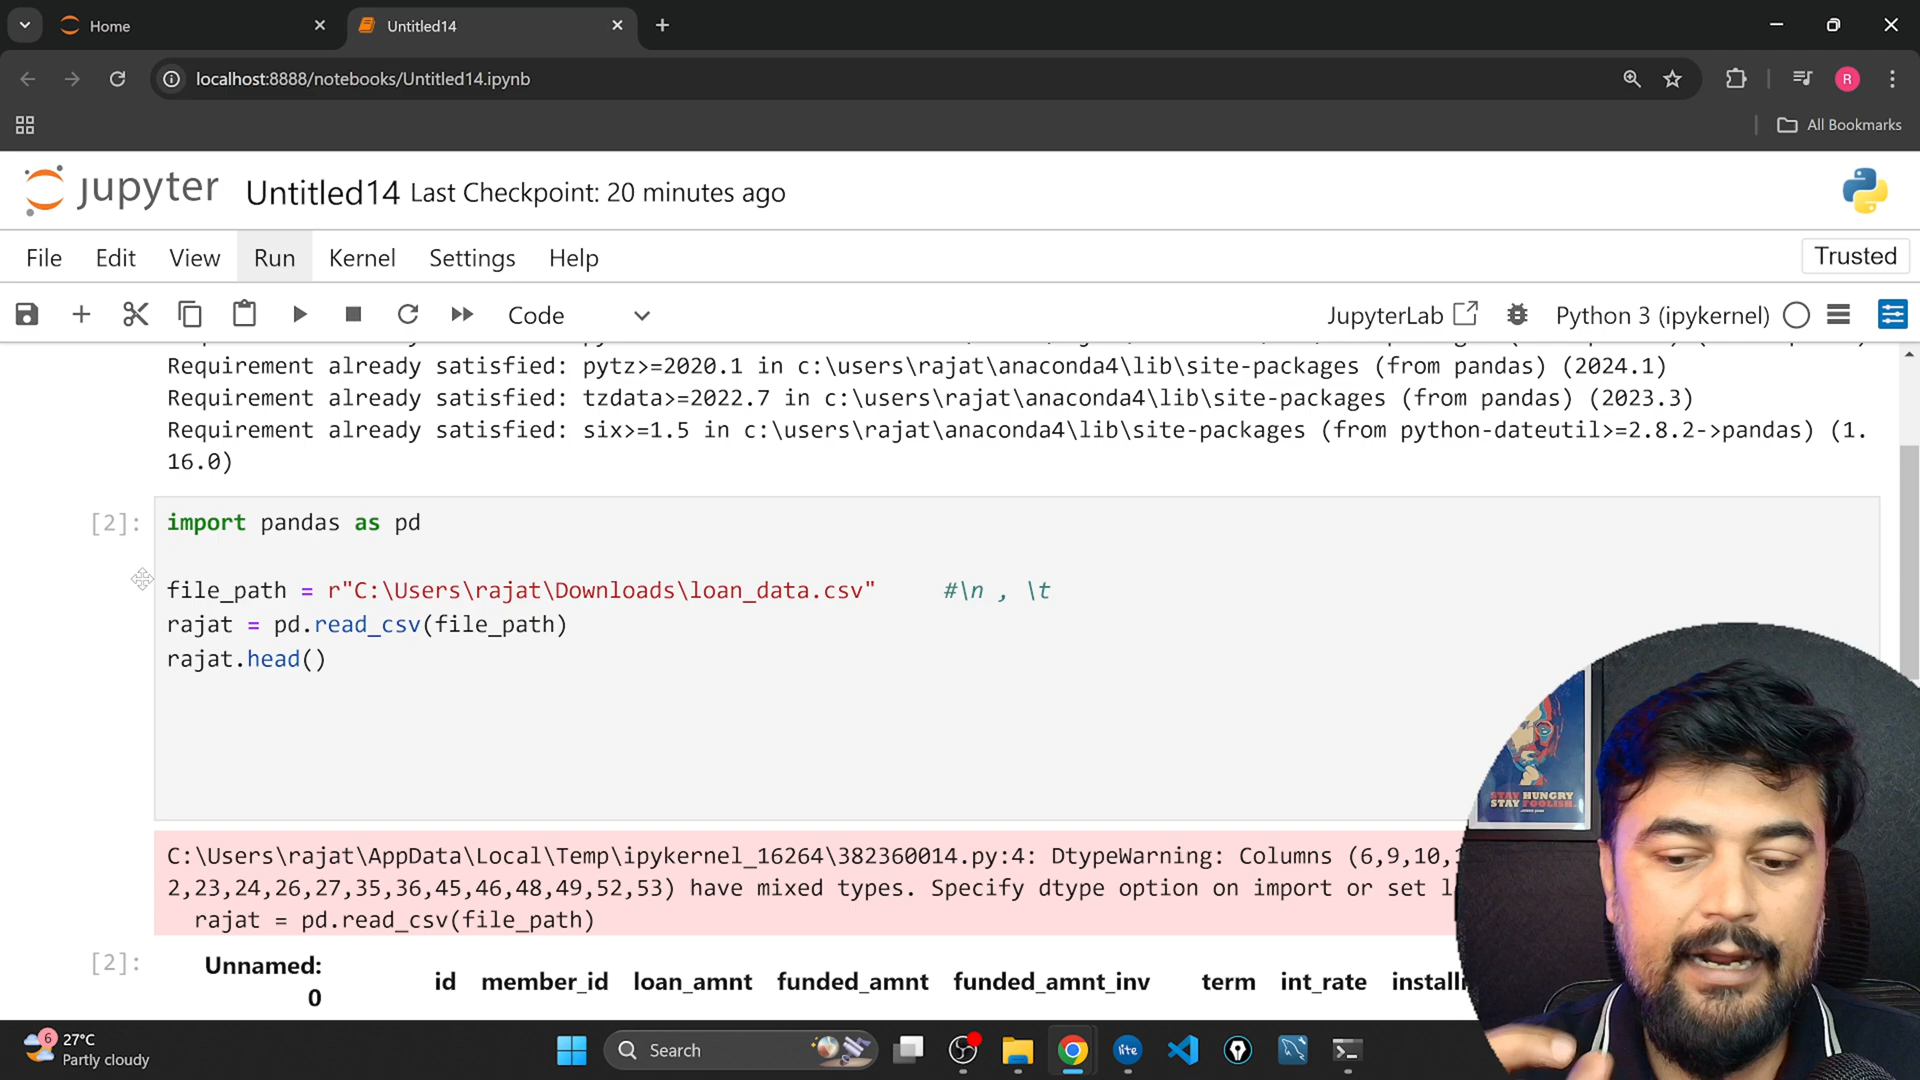 Home
Untitled14
localhost:8888/notebooks/Untitled14.ipynb
R
All Bookmarks
jupyter Untitled14 Last Checkpoint: 20 minutes ago
File Edit View Run Kernel Settings Help
Trusted
Code
JupyterLab
Python 3 (ipykernel)
Requirement already satisfied: pytz>=2020.1 in c:\users\rajat\anaconda4\lib\site-packages (from pandas) (2024.1)
Requirement already satisfied: tzdata>=2022.7 in c:\users\rajat\anaconda4\lib\site-packages (from pandas) (2023.3)
Requirement already satisfied: six>=1.5 in c:\users\rajat\anaconda4\lib\site-packages (from python-dateutil>=2.8.2->pandas) (1.
16.0)
[2]: import pandas as pd
file_path = r"C:\Users\rajat\Downloads\loan_data.csv" #\n , \t
rajat = pd.read_csv(file_path)
rajat.head()
C:\Users\rajat\AppData\Local\Temp\ipykernel_16264\382360014.py:4: DtypeWarning: Columns (6,9,10,
2,23,24,26,27,35,36,45,46,48,49,52,53) have mixed types. Specify dtype option on import or set
rajat = pd.read_csv(file_path)
[2]: Unnamed:
0 id member_id loan_amnt funded_amnt funded_amnt_inv term int_rate
STAY HUNGRY
STAY FOOLISH.
6
27°C
Partly cloudy
Search
lite